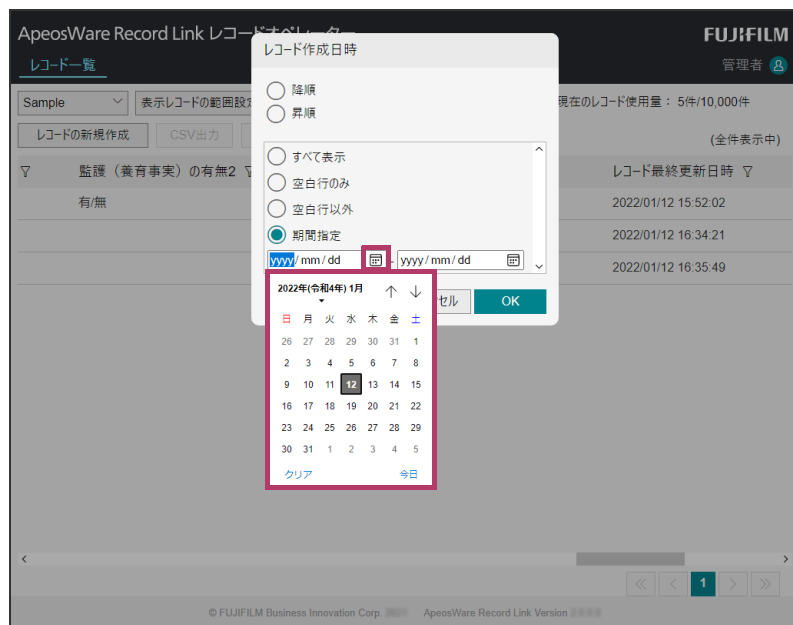 ApeosWare Record Link レコードオペレーター
FUJIFILM
レコード一覧
管理者
Sample
表示レコードの範囲設定
現在のレコード使用量： 5件/10,000件
レコードの新規作成
CSV出力
(全件表示中)
監護（養育事実）の有無2
レコード最終更新日時
有/無
2022/01/12 15:52:02
2022/01/12 16:34:21
2022/01/12 16:35:49
レコード作成日時
降順
昇順
すべて表示
空白行のみ
空白行以外
期間指定
yyyy/mm/dd - yyyy/mm/dd
セル
OK
2022年(令和4年) 1月
日 月 火 水 木 金 土
26 27 28 29 30 31 1
2 3 4 5 6 7 8
9 10 11 12 13 14 15
16 17 18 19 20 21 22
23 24 25 26 27 28 29
30 31 1 2 3 4 5
クリア
今日
1
© FUJIFILM Business Innovation Corp. ApeosWare Record Link Version